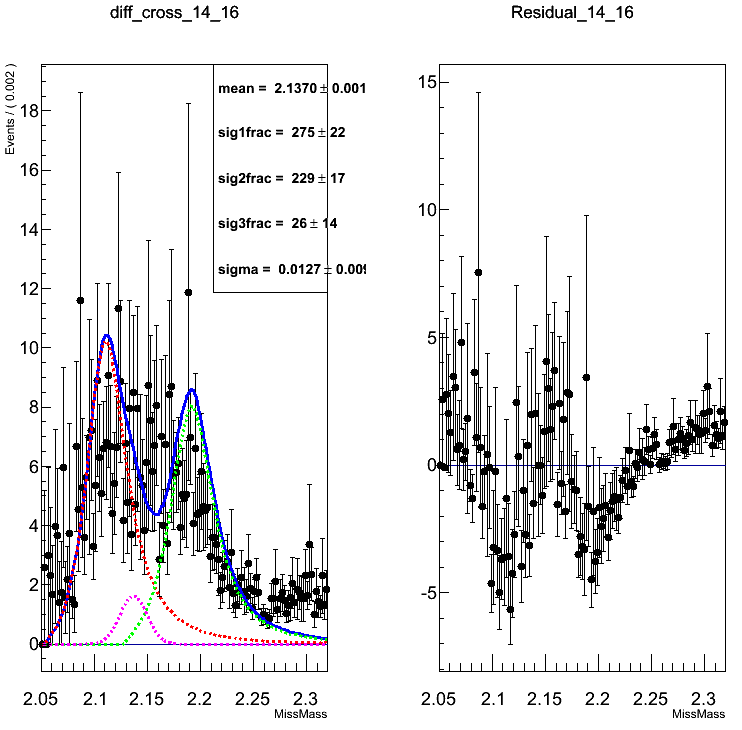 diff_cross_14_16
Events / ( 0.002 )
18
16
14
12
10
8
6
4
2
0
mean = 2.1370 ± 0.001
sig1frac = 275 ± 22
sig2frac = 229 ± 17
sig3frac = 26 ± 14
sigma = 0.0127 ± 0.009
2.05 2.1 2.15 2.2 2.25 2.3
MissMass
Residual_14_16
15
10
5
0
-5
2.05 2.1 2.15 2.2 2.25 2.3
MissMass